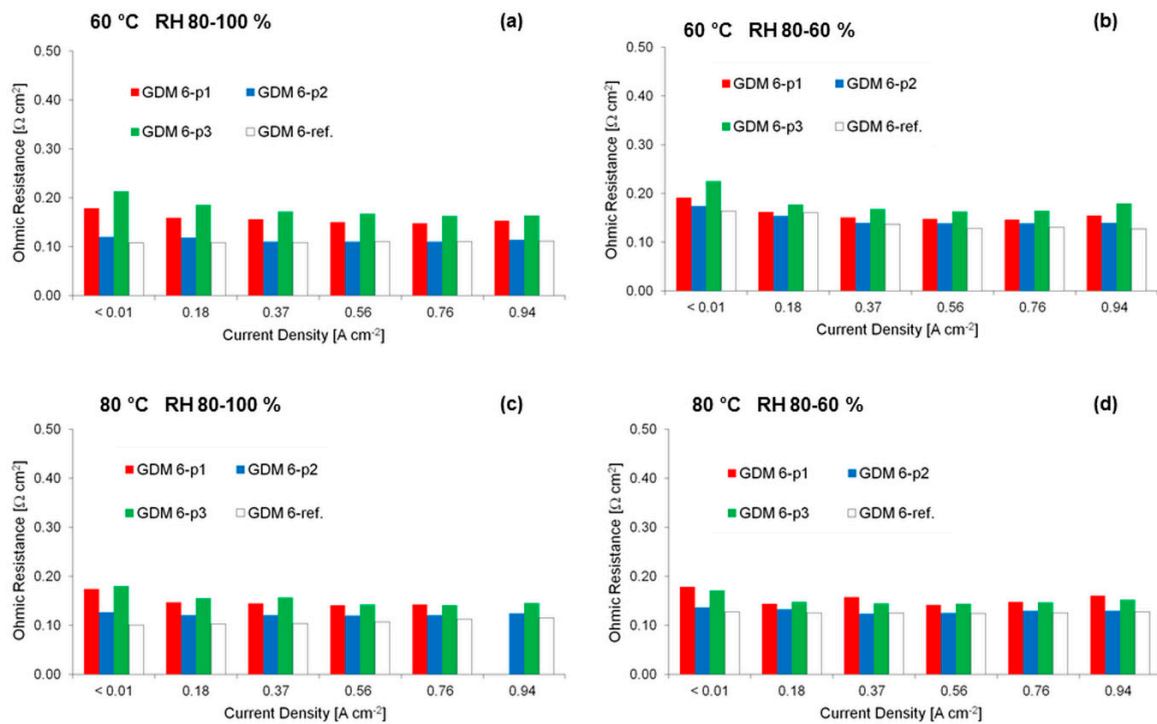 60 °C RH 80-100 % (a)
0.50
0.40
0.30
0.20
0.10
0.00
Ohmic Resistance [Ω cm²]
GDM 6-p1 GDM 6-p2
GDM 6-p3 GDM 6-ref.
< 0.01 0.18 0.37 0.56 0.76 0.94
Current Density [A cm⁻²]
60 °C RH 80-60 % (b)
0.50
0.40
0.30
0.20
0.10
0.00
Ohmic Resistance [Ω cm²]
GDM 6-p1 GDM 6-p2
GDM 6-p3 GDM 6-ref.
< 0.01 0.18 0.37 0.56 0.76 0.94
Current Density [A cm⁻²]
80 °C RH 80-100 % (c)
0.50
0.40
0.30
0.20
0.10
0.00
Ohmic Resistance [Ω cm²]
GDM 6-p1 GDM 6-p2
GDM 6-p3 GDM 6-ref.
< 0.01 0.18 0.37 0.56 0.76 0.94
Current Density [A cm⁻²]
80 °C RH 80-60 % (d)
0.50
0.40
0.30
0.20
0.10
0.00
Ohmic Resistance [Ω cm²]
GDM 6-p1 GDM 6-p2
GDM 6-p3 GDM 6-ref.
< 0.01 0.18 0.37 0.56 0.76 0.94
Current Density [A cm⁻²]